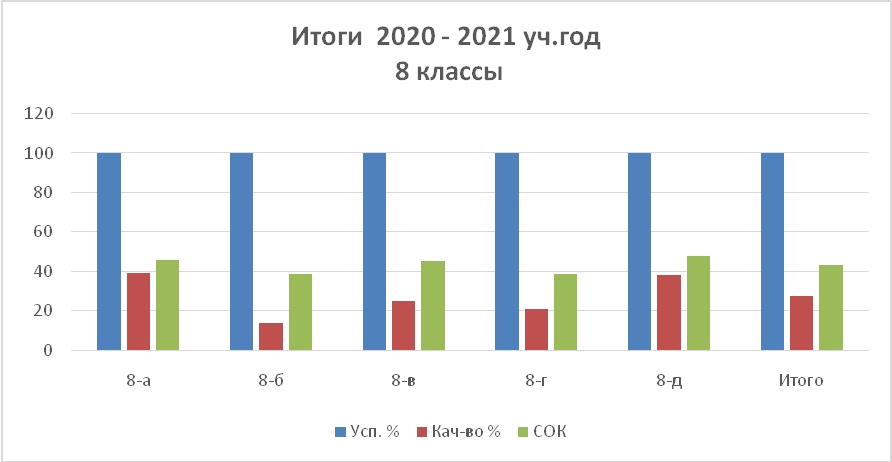 Итоги  2020 - 2021 уч.год
8 классы
120
100
80
60
40
20
0
8-а 8-б 8-в 8-г 8-д Итого
Усп. % Кач-во % СОК